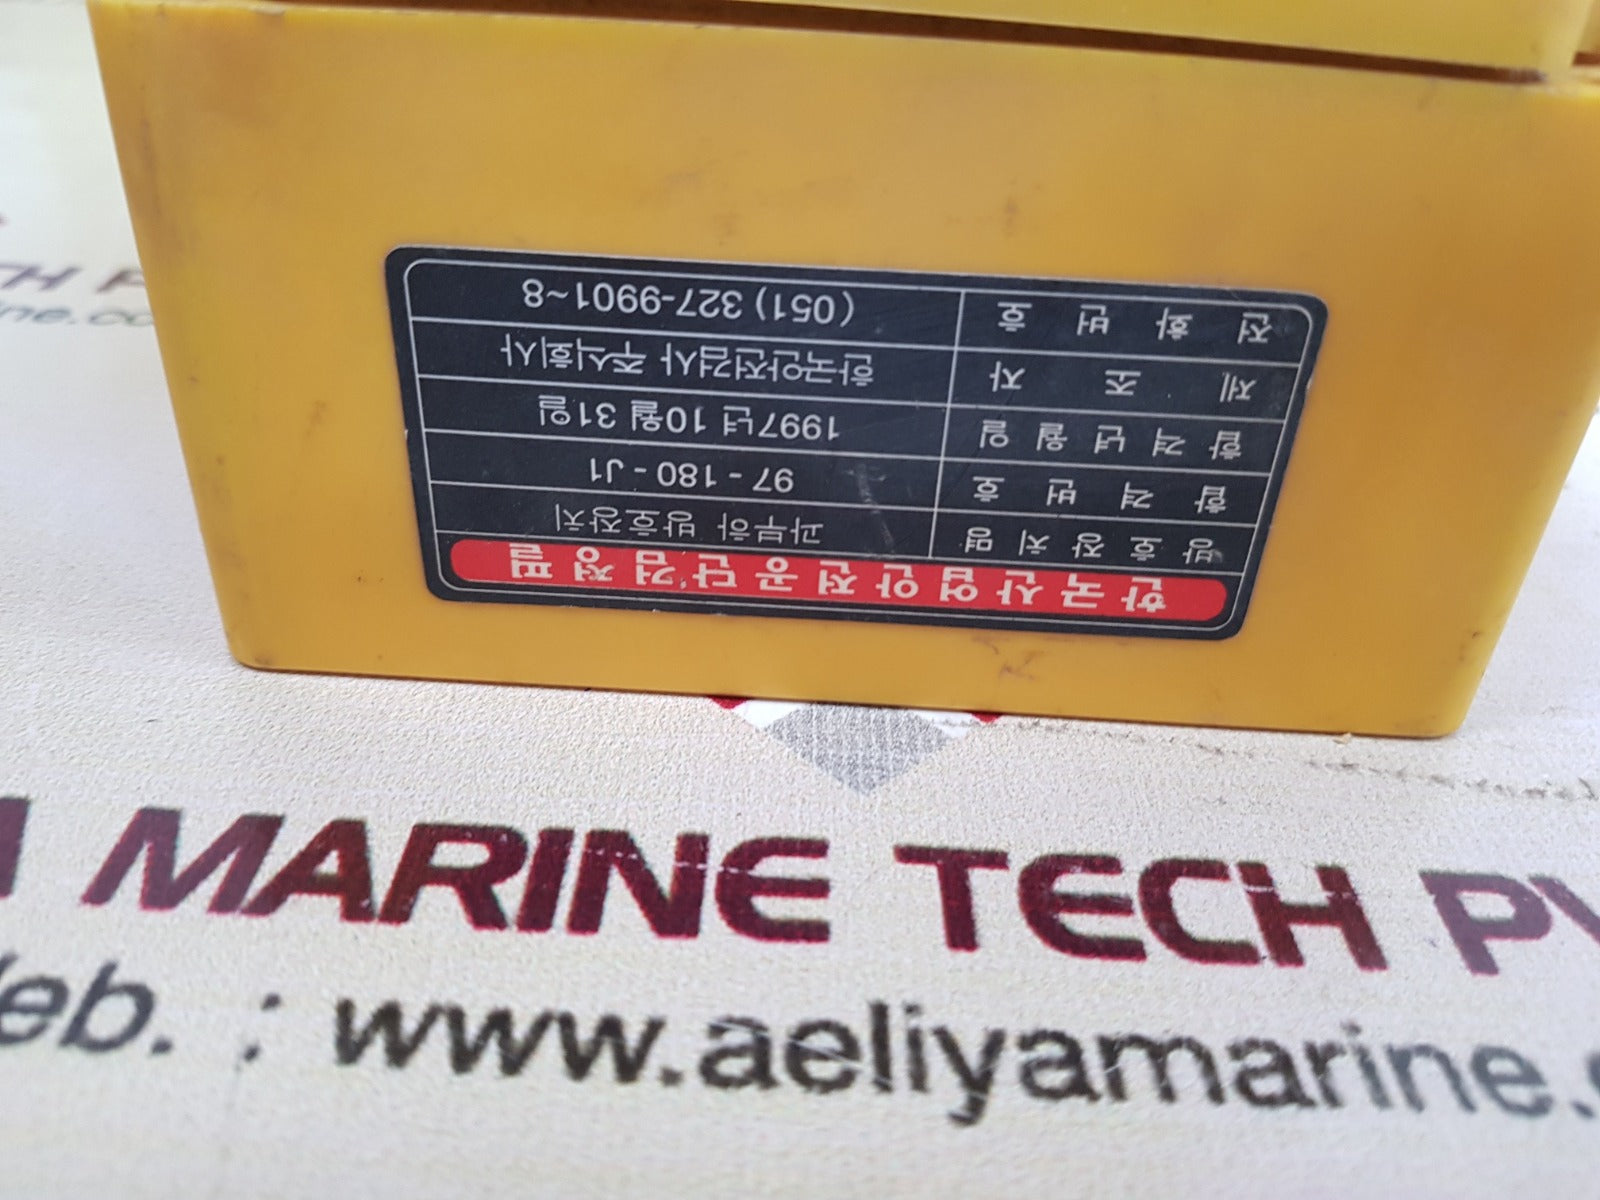 한국산업안전공단검정필
방호장치명 과부하 방호장치
합격번호 97-180-J1
합격년월일 1997년 10월 31일
제조자 한국안전검사 주식회사
전화번호 (051) 327-9901~8
MARINE TECH PV
eb. : www.aeliyamarine.